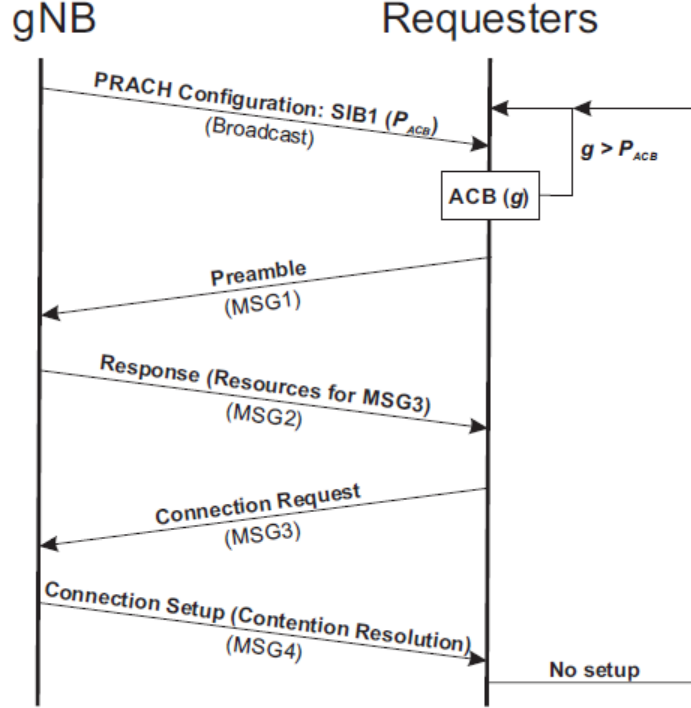 gNB
Requesters
PRACH Configuration: SIB1 (P_ACB)
(Broadcast)
g > P_ACB
ACB (g)
Preamble
(MSG1)
Response (Resources for MSG3)
(MSG2)
Connection Request
(MSG3)
Connection Setup (Contention Resolution)
(MSG4)
No setup